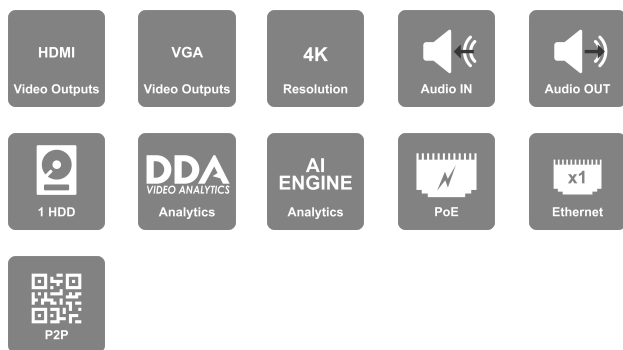 HDMI
Video Outputs
VGA
Video Outputs
4K
Resolution
Audio IN
Audio OUT
1 HDD
DDA
VIDEO ANALYTICS
Analytics
AI
ENGINE
Analytics
PoE
x1
Ethernet
P2P